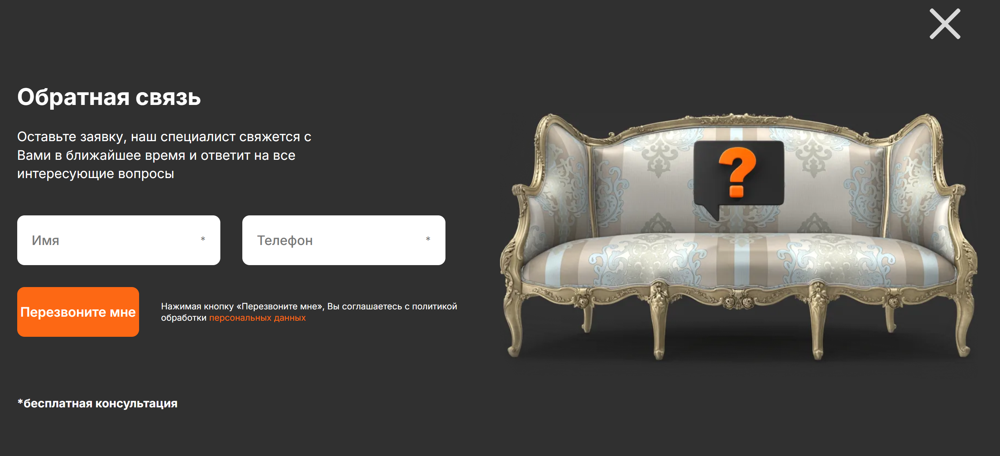 Обратная связь
Оставьте заявку, наш специалист свяжется с
Вами в ближайшее время и ответит на все
интересующие вопросы
Имя *
Телефон *
Перезвоните мне
Нажимая кнопку «Перезвоните мне», Вы соглашаетесь с политикой
обработки персональных данных
?
*бесплатная консультация